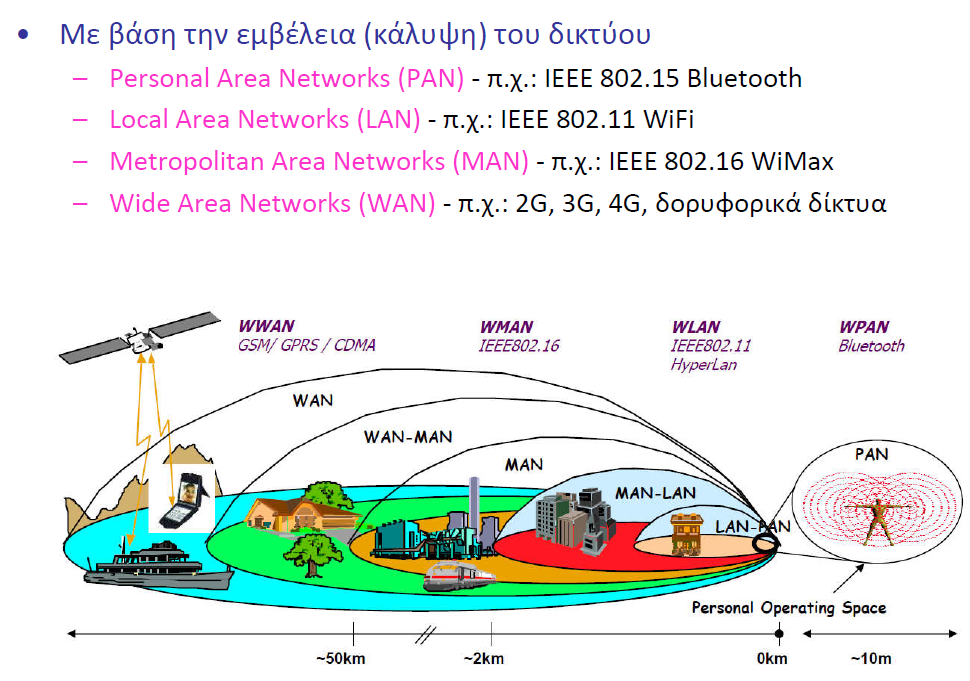 • Με βάση την εμβέλεια (κάλυψη) του δικτύου
– Personal Area Networks (PAN) - π.χ.: IEEE 802.15 Bluetooth
– Local Area Networks (LAN) - π.χ.: IEEE 802.11 WiFi
– Metropolitan Area Networks (MAN) - π.χ.: IEEE 802.16 WiMax
– Wide Area Networks (WAN) - π.χ.: 2G, 3G, 4G, δορυφορικά δίκτυα
WWAN
GSM/ GPRS / CDMA
WMAN
IEEE802.16
WLAN
IEEE802.11
HyperLan
WPAN
Bluetooth
WAN
WAN-MAN
MAN
MAN-LAN
LAN-PAN
PAN
Personal Operating Space
~50km
~2km
0km
~10m